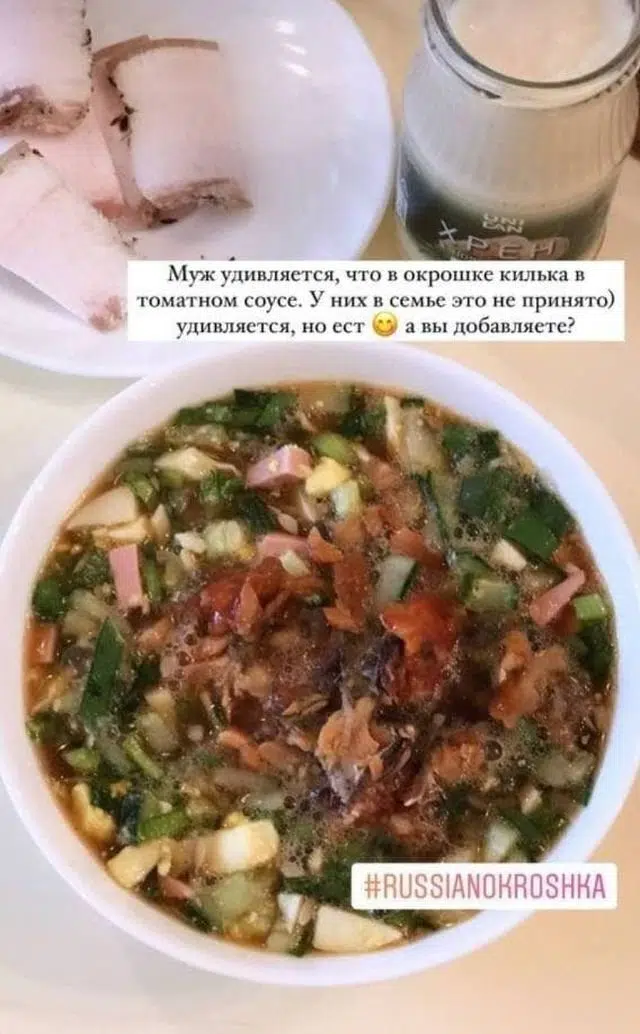 ХРЕН
Муж удивляется, что в окрошке килька в
томатном соусе. У них в семье это не принято)
удивляется, но ест 😋 а вы добавляете?
#RUSSIANOKROSHKA